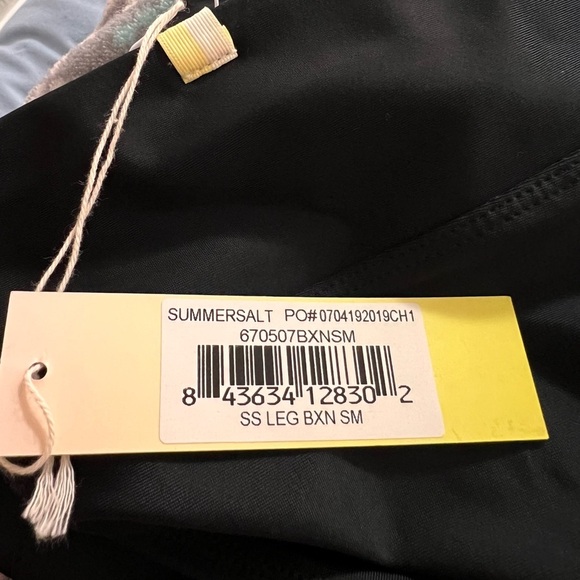 SUMMERSALT PO#0704192019CH1
670507BXNSM
8 43634 12830 2
SS LEG BXN SM